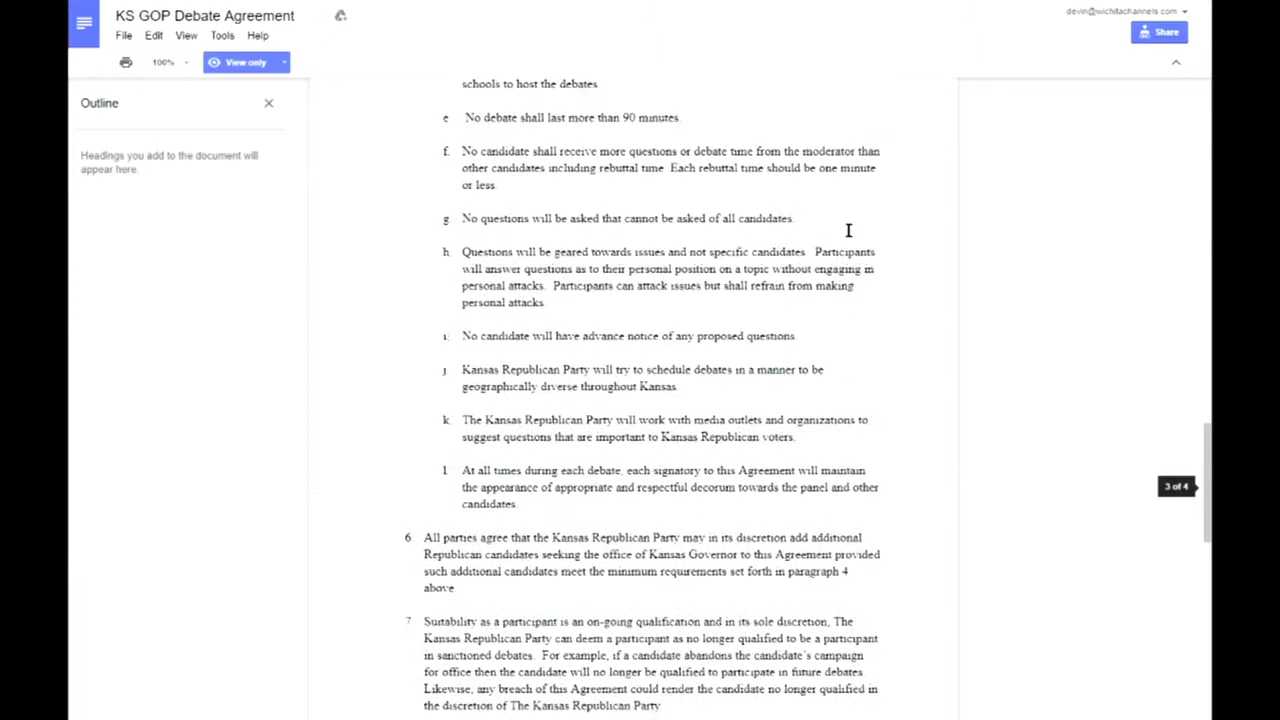 KS GOP Debate Agreement
devin@wichitachannels.com
File Edit View Tools Help
Share
100% View only
Outline
Headings you add to the document will
appear here.
schools to host the debates
e No debate shall last more than 90 minutes.
f. No candidate shall receive more questions or debate time from the moderator than
other candidates including rebuttal time. Each rebuttal time should be one minute
or less.
g. No questions will be asked that cannot be asked of all candidates.
h. Questions will be geared towards issues and not specific candidates. Participants
will answer questions as to their personal position on a topic without engaging in
personal attacks. Participants can attack issues but shall refrain from making
personal attacks
i. No candidate will have advance notice of any proposed questions.
j. Kansas Republican Party will try to schedule debates in a manner to be
geographically diverse throughout Kansas.
k. The Kansas Republican Party will work with media outlets and organizations to
suggest questions that are important to Kansas Republican voters.
l. At all times during each debate, each signatory to this Agreement will maintain
the appearance of appropriate and respectful decorum towards the panel and other
candidates.
3 of 4
6. All parties agree that the Kansas Republican Party may in its discretion add additional
Republican candidates seeking the office of Kansas Governor to this Agreement provided
such additional candidates meet the minimum requirements set forth in paragraph 4
above
7 Suitability as a participant is an on-going qualification and in its sole discretion, The
Kansas Republican Party can deem a participant as no longer qualified to be a participant
in sanctioned debates. For example, if a candidate abandons the candidate's campaign
for office then the candidate will no longer be qualified to participate in future debates.
Likewise, any breach of this Agreement could render the candidate no longer qualified in
the discretion of The Kansas Republican Party.